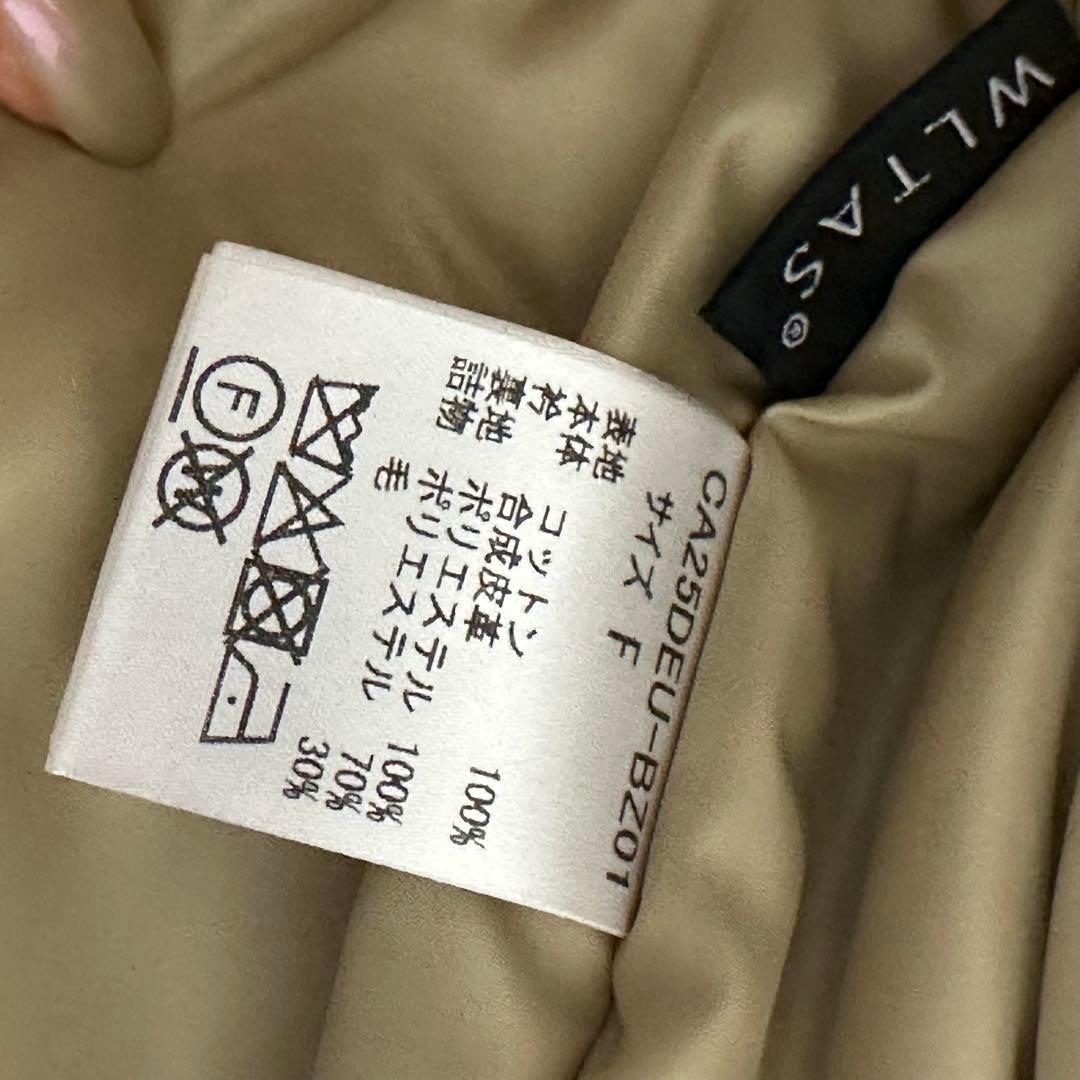 WLTAS®
CA25DEU-BZ01
サイズ F
表地
本体 コットン 100%
衿 合成皮革
裏地 ポリエステル 100%
詰物 ポリエステル 70%
毛 30%
F
W